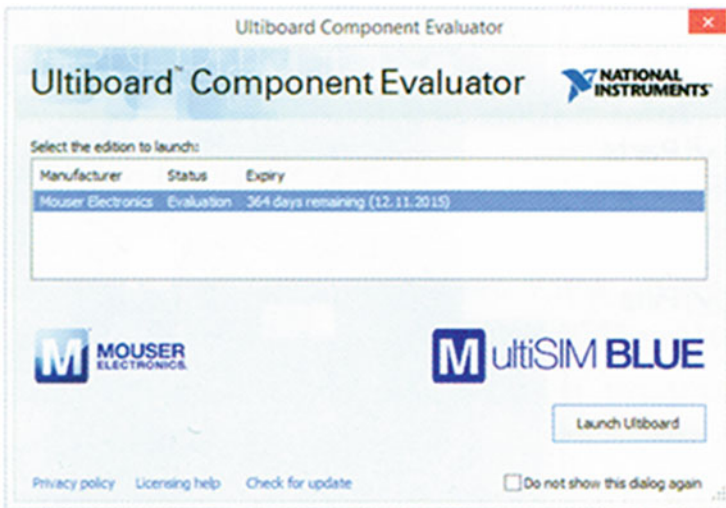 Ultiboard Component Evaluator
Ultiboard™ Component Evaluator
NATIONAL INSTRUMENTS™
Select the edition to launch:
Manufacturer Status Expiry
Mouser Electronics Evaluation 364 days remaining (12.11.2015)
M MOUSER ELECTRONICS.
MultiSIM BLUE
Launch Ultiboard
Privacy policy Licensing help Check for update
Do not show this dialog again